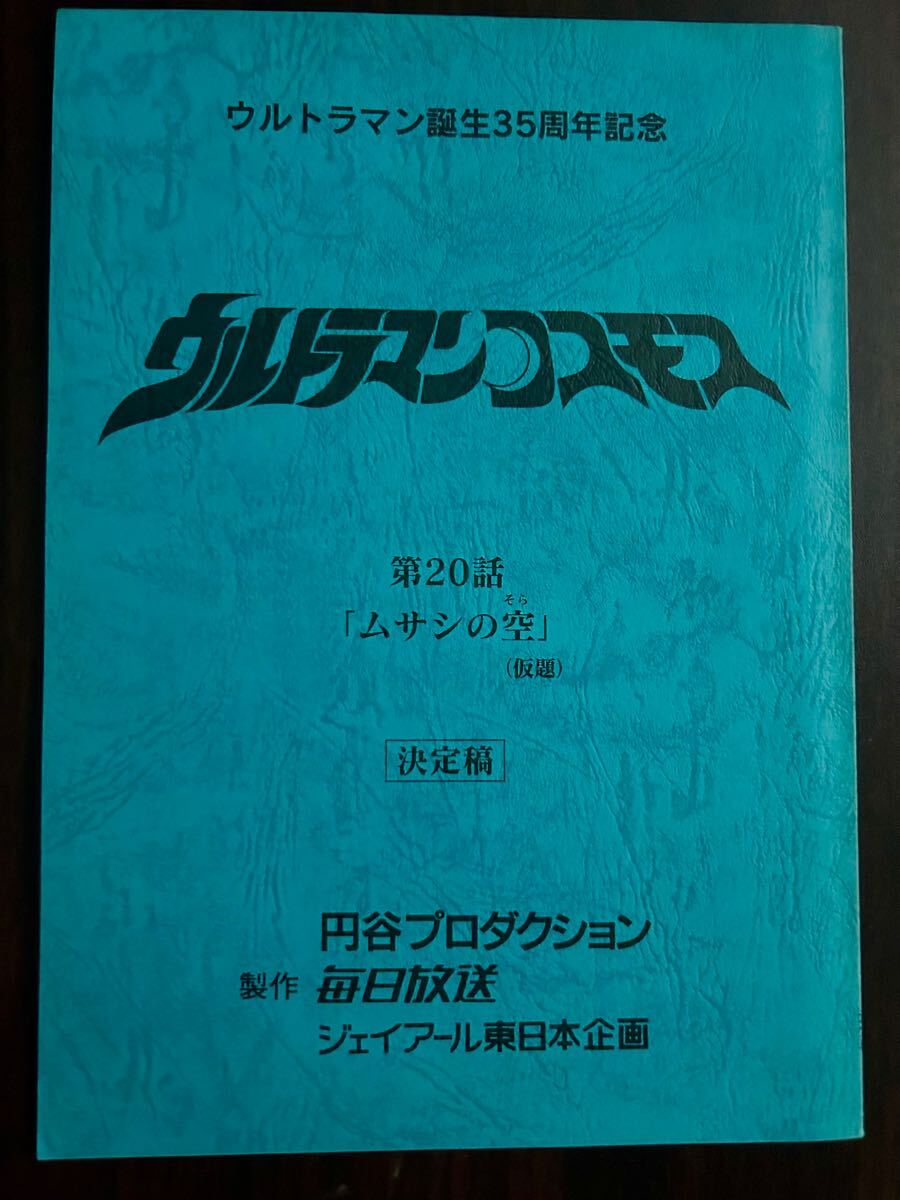 ウルトラマン誕生35周年記念
ウルトラマンコスモス
第20話
そら
「ムサシの空」
(仮題)
決定稿
円谷プロダクション
製作 毎日放送
ジェイアール東日本企画